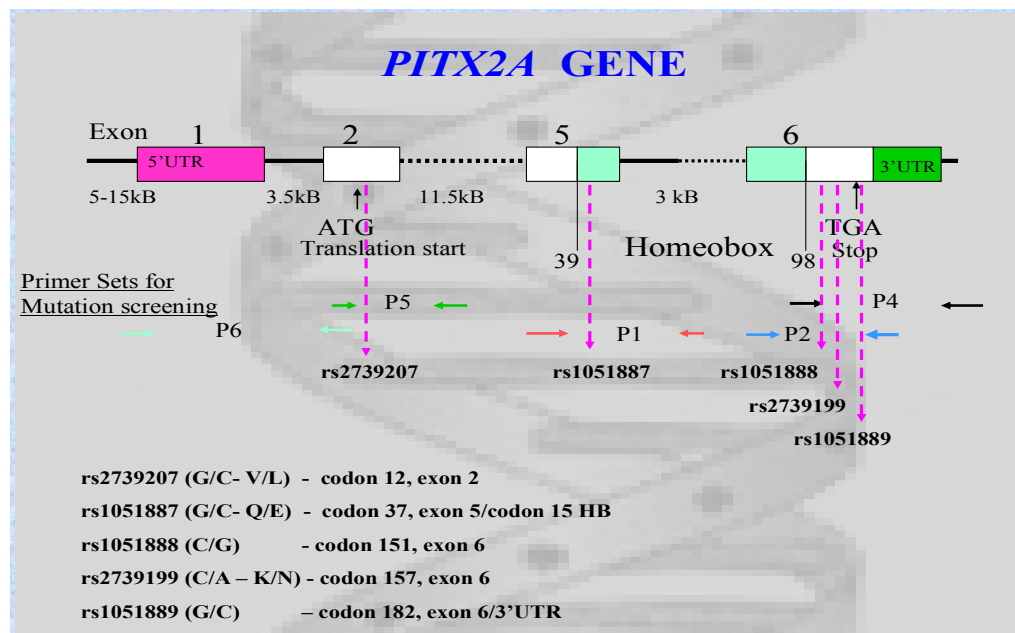 PITX2A GENE
Exon 1 2 5 6
5'UTR 3'UTR
5-15kB 3.5kB 11.5kB 3 kB
ATG TGA
Translation start Homeobox Stop
39 98
Primer Sets for
Mutation screening
P5 P4
P6 P1 P2
rs2739207 rs1051887 rs1051888
rs2739199
rs1051889
rs2739207 (G/C- V/L) - codon 12, exon 2
rs1051887 (G/C- Q/E) - codon 37, exon 5/codon 15 HB
rs1051888 (C/G) - codon 151, exon 6
rs2739199 (C/A – K/N) - codon 157, exon 6
rs1051889 (G/C) – codon 182, exon 6/3'UTR